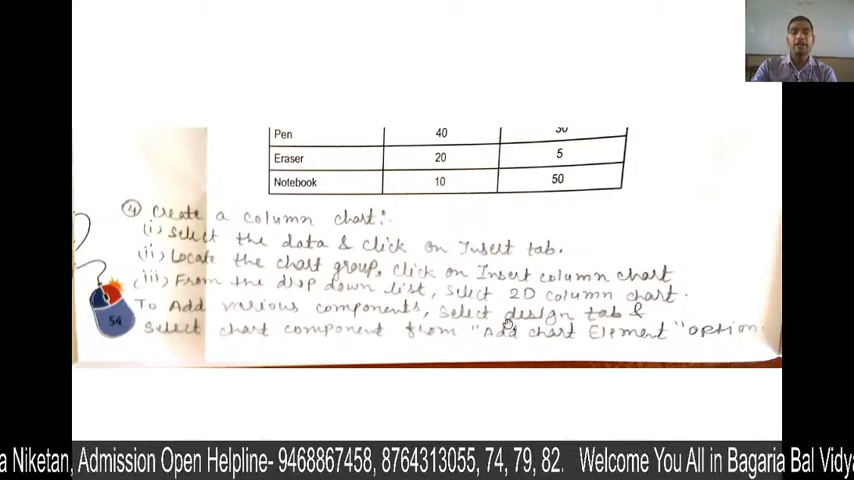 Pen 40
Eraser 20 5
Notebook 10 50
④ Create a column chart:-
(i) Select the data & click on Insert tab.
(ii) Locate the chart group, click on Insert column chart
(iii) From the drop down list, select 2D column chart.
To Add various components, select design tab &
select chart component from "Add chart Element" option.
54
a Niketan, Admission Open Helpline- 9468867458, 8764313055, 74, 79, 82. Welcome You All in Bagaria Bal Vidy